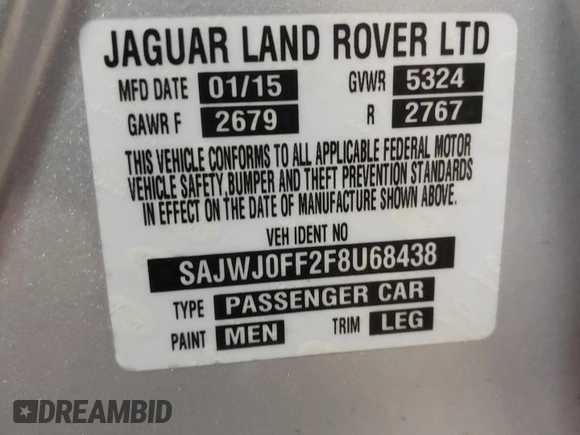 JAGUAR LAND ROVER LTD
MFD DATE 01/15 GVWR 5324
GAWR F 2679 R 2767
THIS VEHICLE CONFORMS TO ALL APPLICABLE FEDERAL MOTOR
VEHICLE SAFETY,BUMPER AND THEFT PREVENTION STANDARDS
IN EFFECT ON THE DATE OF MANUFACTURE SHOWN ABOVE.
VEH IDENT NO
SAJWJ0FF2F8U68438
TYPE PASSENGER CAR
PAINT MEN TRIM LEG
DREAMBID